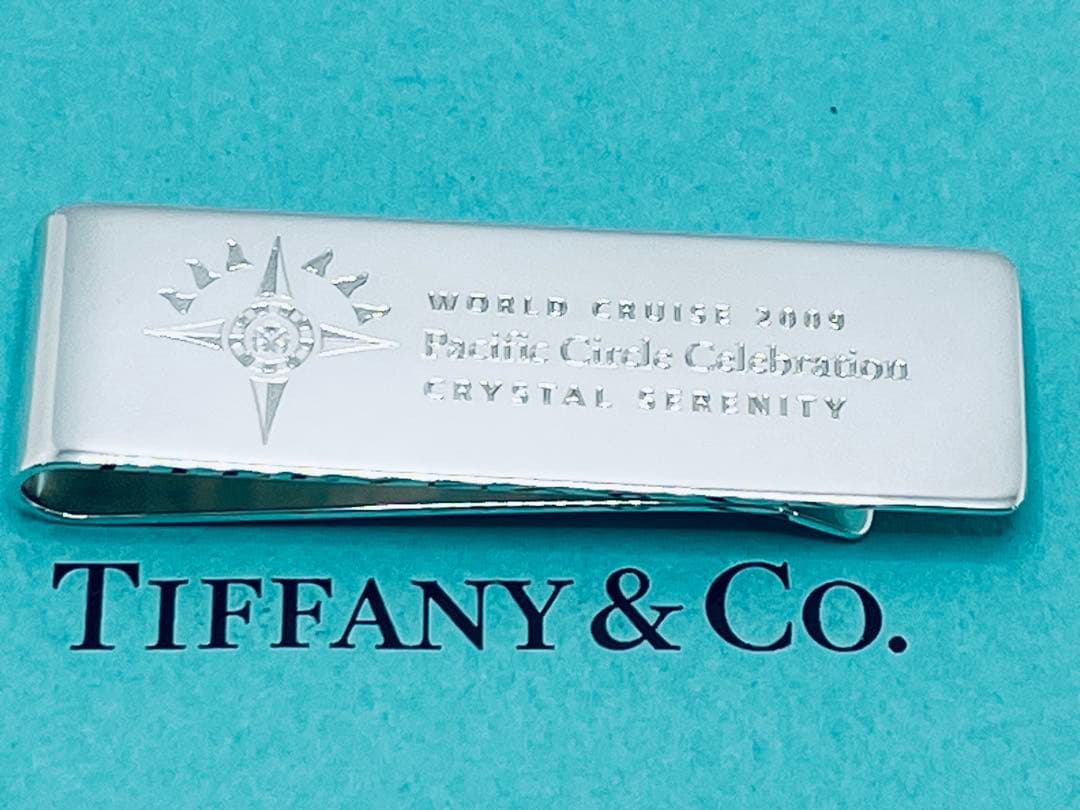 WORLD CRUISE 2009
Pacific Circle Celebration
CRYSTAL SERENITY
TIFFANY & CO.